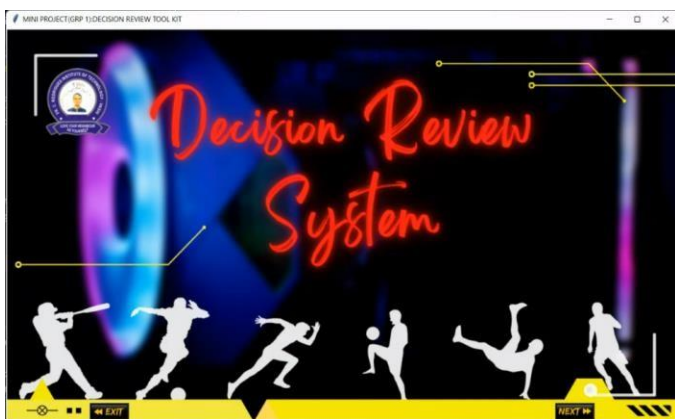 MINI PROJECT(GRP 1):DECISION REVIEW TOOL KIT
Decision Review
System
EXIT
NEXT